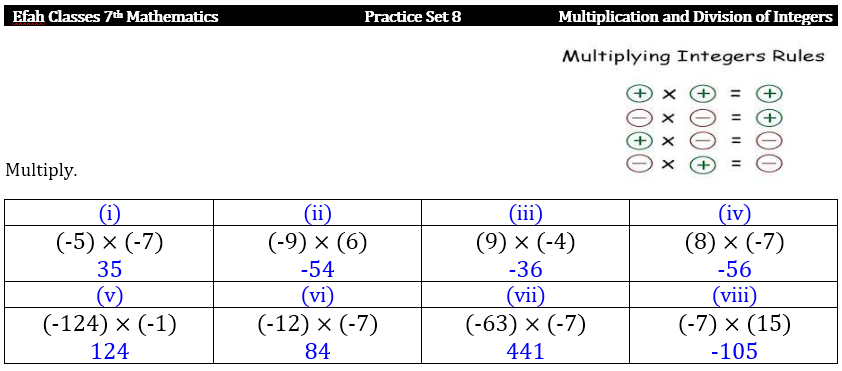 Efah Classes 7th Mathematics Practice Set 8 Multiplication and Division of Integers
Multiplying Integers Rules
+ × + = +
− × − = +
+ × − = −
− × + = −
Multiply.
(i) (ii) (iii) (iv)
(-5) × (-7) (-9) × (6) (9) × (-4) (8) × (-7)
35 -54 -36 -56
(v) (vi) (vii) (viii)
(-124) × (-1) (-12) × (-7) (-63) × (-7) (-7) × (15)
124 84 441 -105